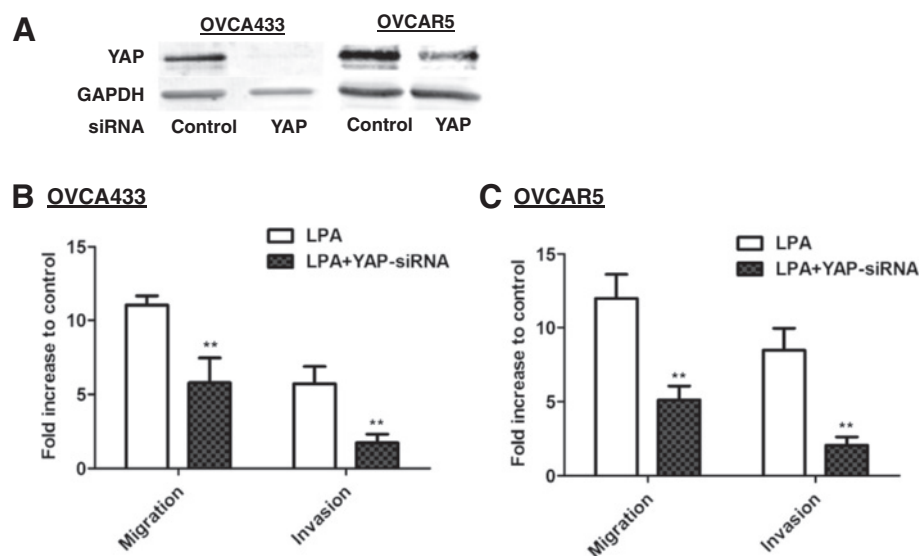 A
OVCA433 OVCAR5
YAP
GAPDH
siRNA Control YAP Control YAP
B OVCA433
LPA
LPA+YAP-siRNA
Fold increase to control
15
10
5
0
**
**
Migration
Invasion
C OVCAR5
LPA
LPA+YAP-siRNA
Fold increase to control
15
10
5
0
**
**
Migration
Invasion